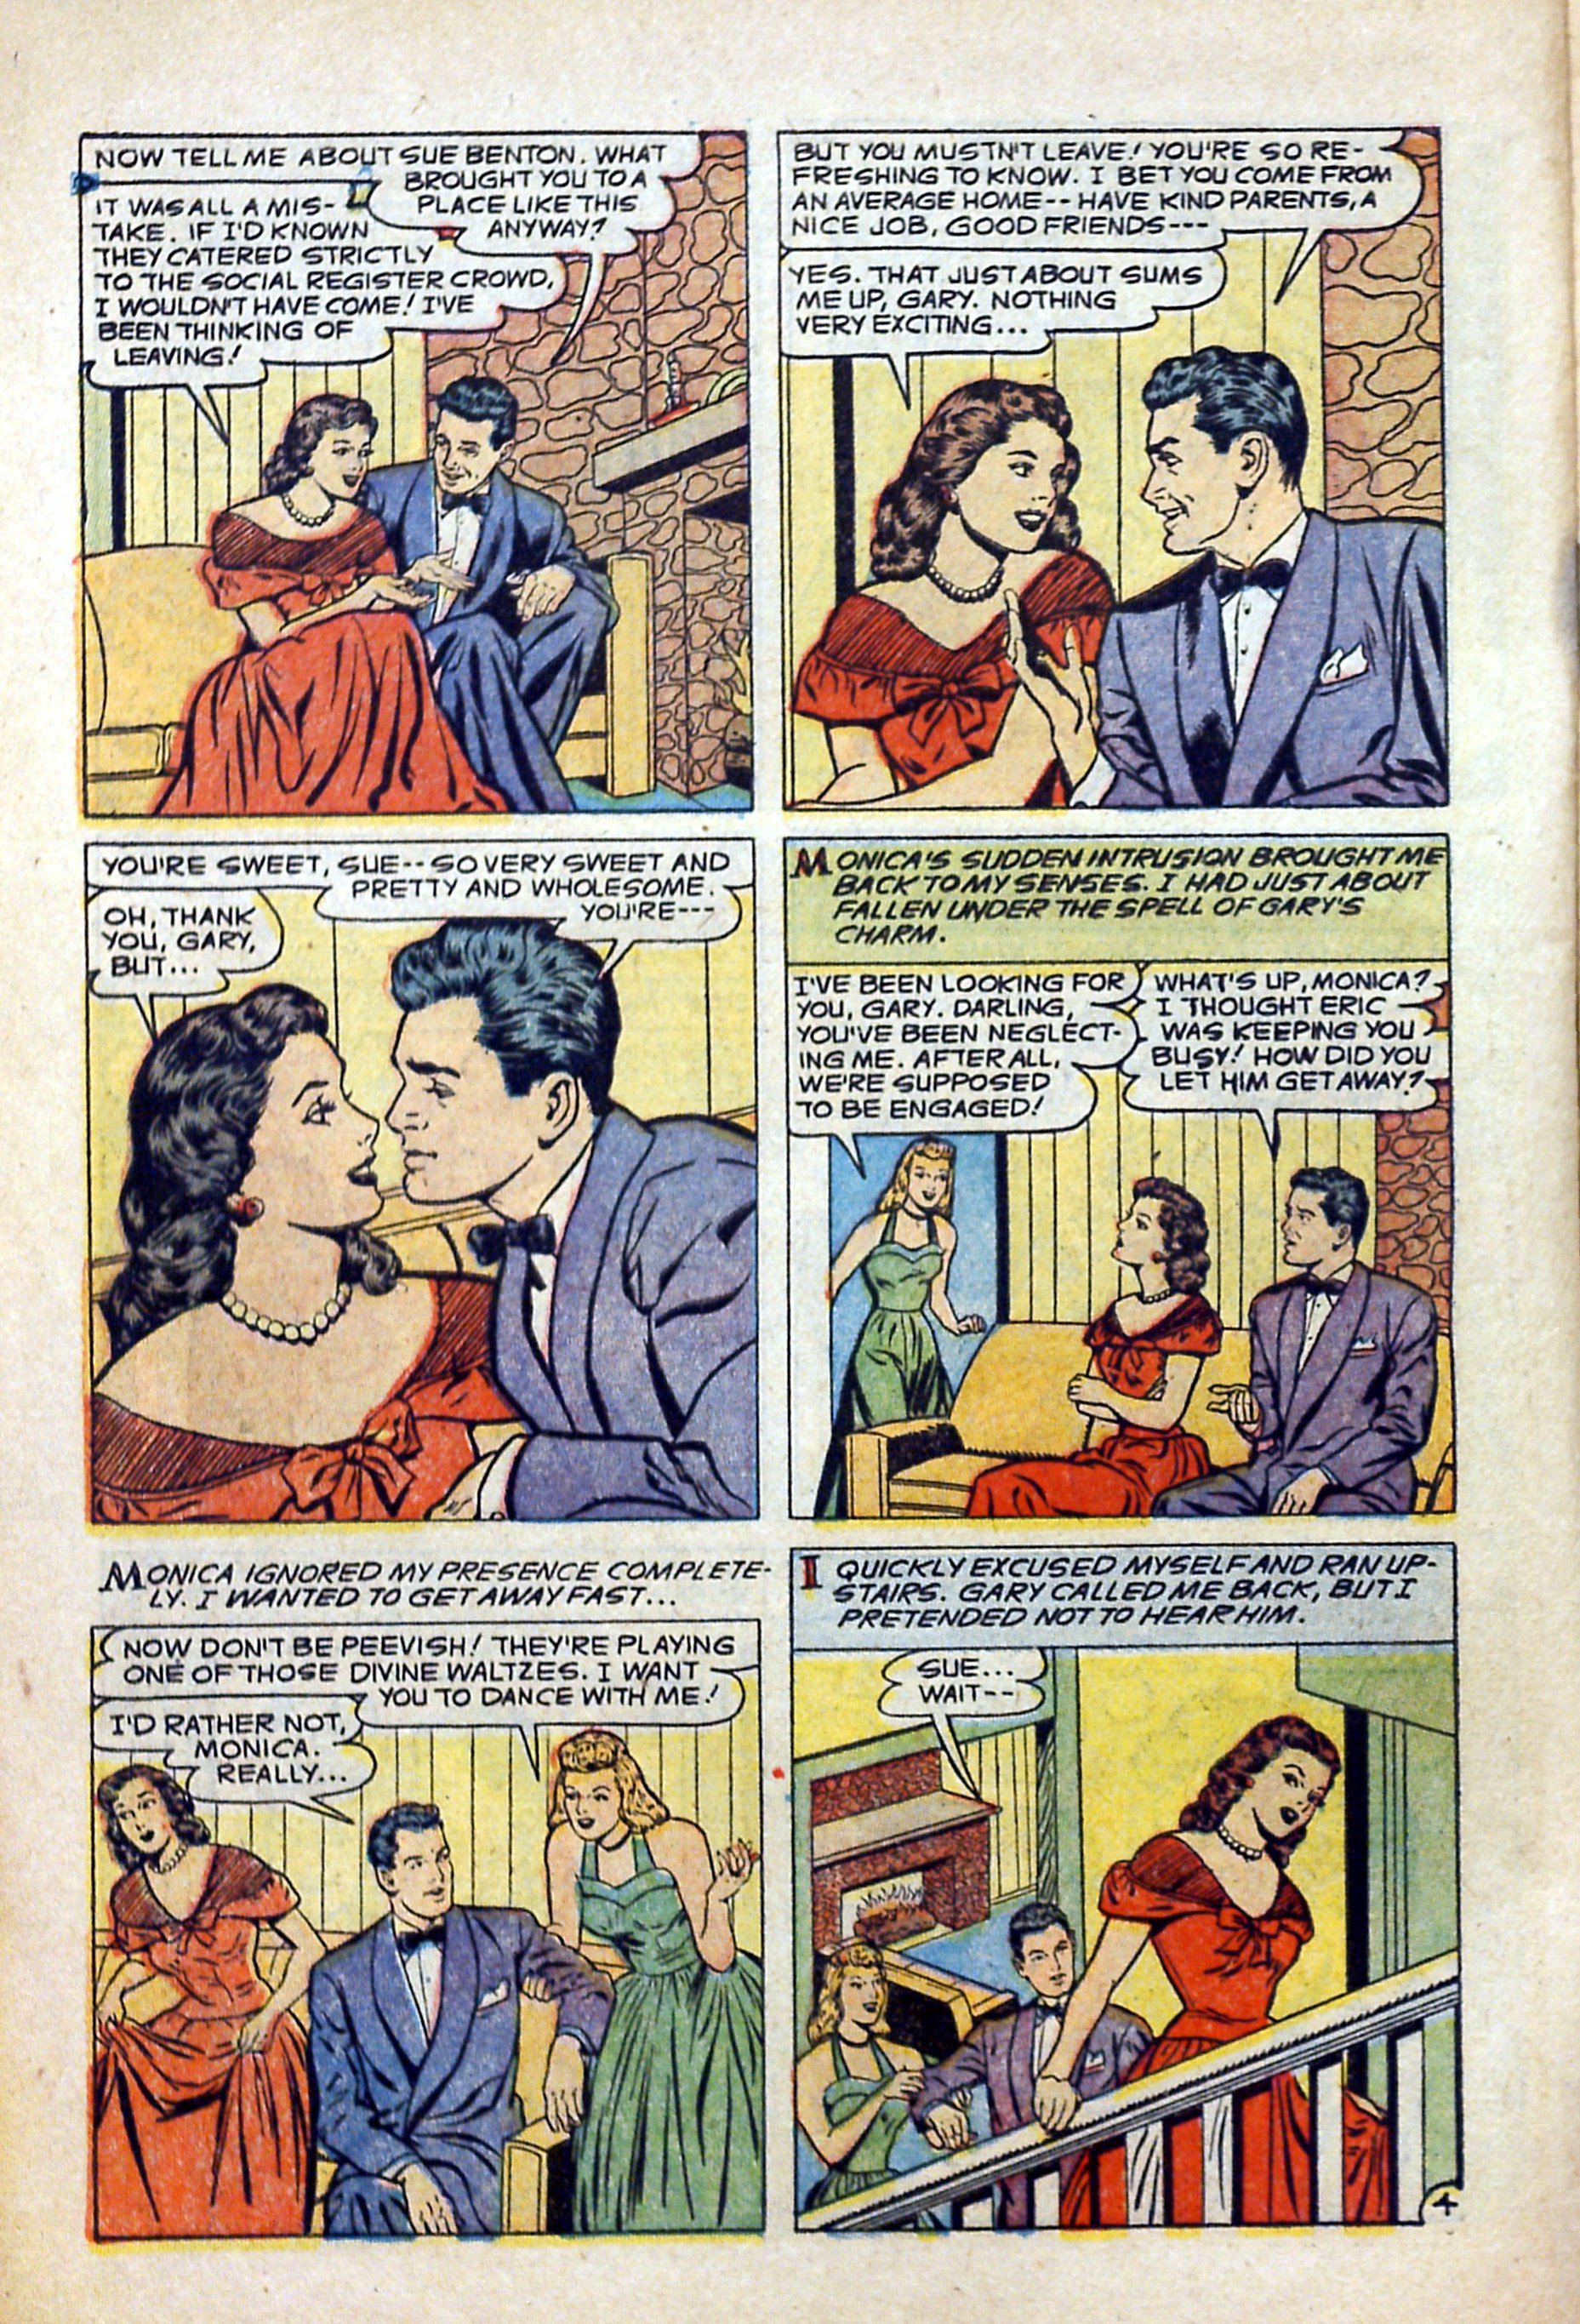 NOW TELL ME ABOUT SUE BENTON. WHAT
BROUGHT YOU TO A
PLACE LIKE THIS
ANYWAY?
IT WAS ALL A MIS-
TAKE. IF I'D KNOWN
THEY CATERED STRICTLY
TO THE SOCIAL REGISTER CROWD,
I WOULDN'T HAVE COME! I'VE
BEEN THINKING OF
LEAVING!
BUT YOU MUSTN'T LEAVE! YOU'RE SO RE-
FRESHING TO KNOW. I BET YOU COME FROM
AN AVERAGE HOME-- HAVE KIND PARENTS, A
NICE JOB, GOOD FRIENDS---
YES. THAT JUST ABOUT SUMS
ME UP, GARY. NOTHING
VERY EXCITING...
YOU'RE SWEET, SUE-- SO VERY SWEET AND
PRETTY AND WHOLESOME.
YOU'RE---
OH, THANK
YOU, GARY,
BUT...
MONICA'S SUDDEN INTRUSION BROUGHT ME
BACK TO MY SENSES. I HAD JUST ABOUT
FALLEN UNDER THE SPELL OF GARY'S
CHARM.
I'VE BEEN LOOKING FOR
YOU, GARY. DARLING,
YOU'VE BEEN NEGLECT-
ING ME. AFTER ALL,
WE'RE SUPPOSED
TO BE ENGAGED!
WHAT'S UP, MONICA?
I THOUGHT ERIC
WAS KEEPING YOU
BUSY! HOW DID YOU
LET HIM GET AWAY?
MONICA IGNORED MY PRESENCE COMPLETE-
LY. I WANTED TO GET AWAY FAST...
NOW DON'T BE PEEVISH! THEY'RE PLAYING
ONE OF THOSE DIVINE WALTZES. I WANT
YOU TO DANCE WITH ME!
I'D RATHER NOT,
MONICA.
REALLY...
I QUICKLY EXCUSED MYSELF AND RAN UP-
STAIRS. GARY CALLED ME BACK, BUT I
PRETENDED NOT TO HEAR HIM.
SUE...
WAIT--
4